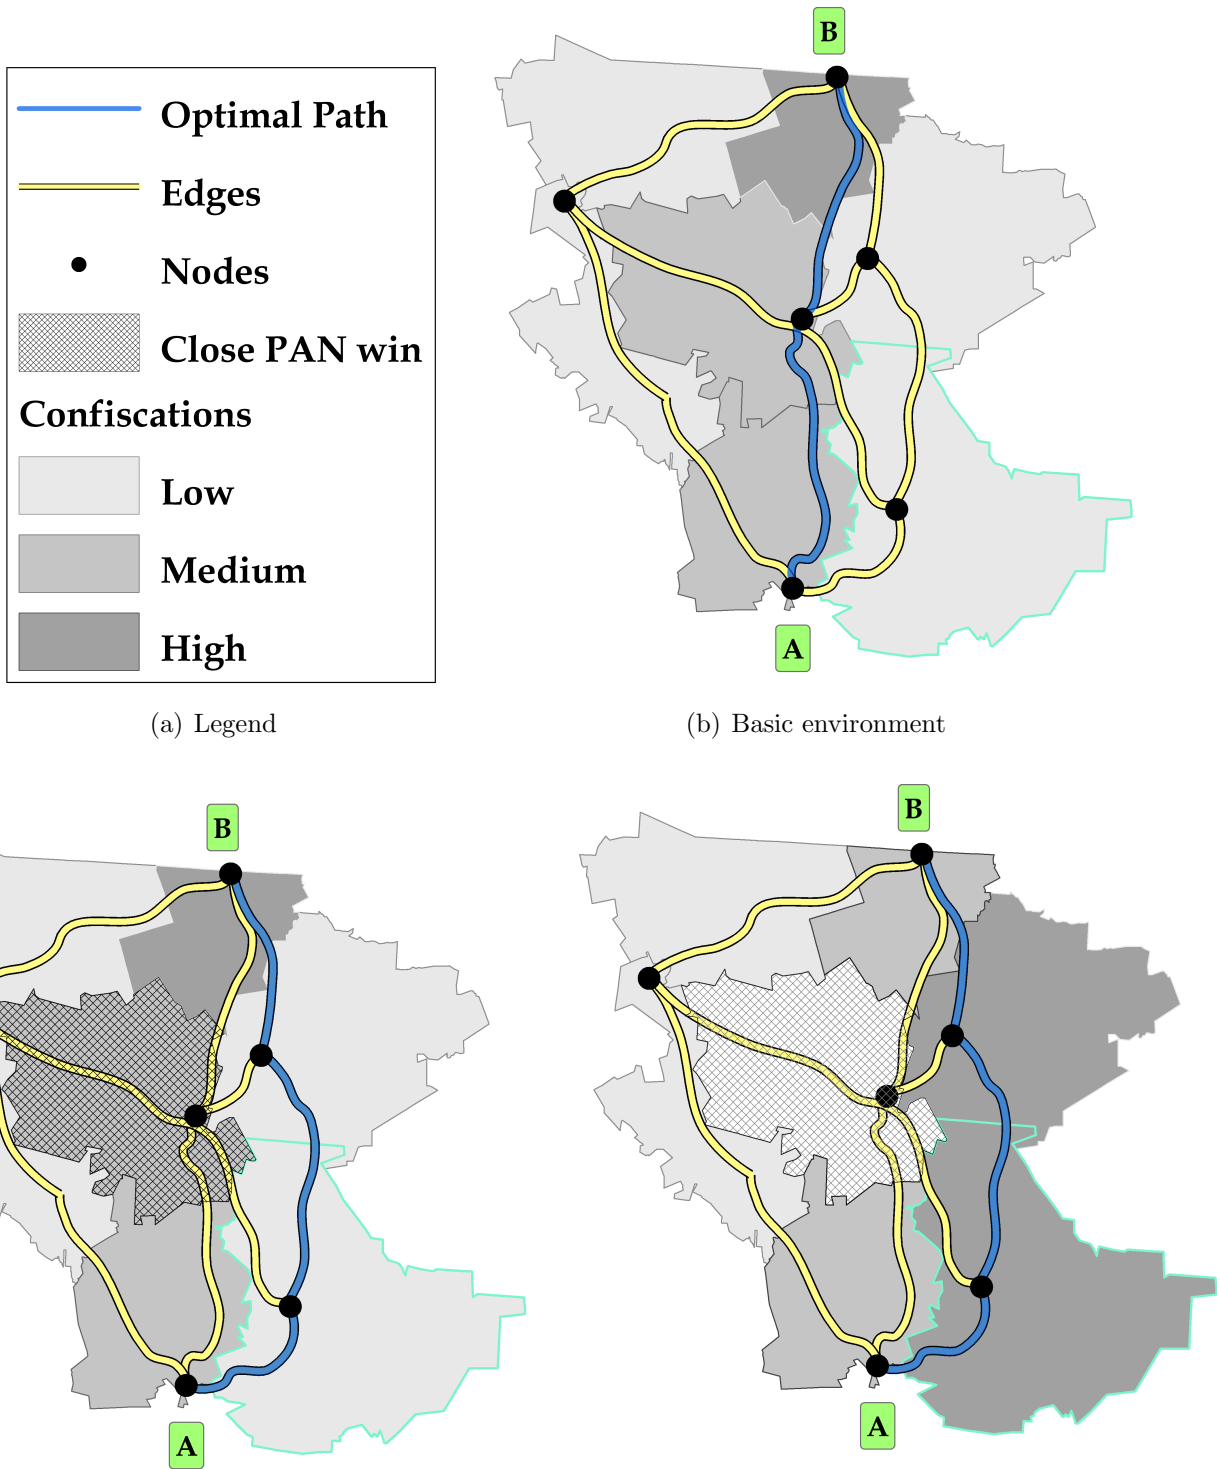 Optimal Path
Edges
Nodes
Close PAN win
Confiscations
Low
Medium
High
(a) Legend
B
A
(b) Basic environment
B
A
B
A